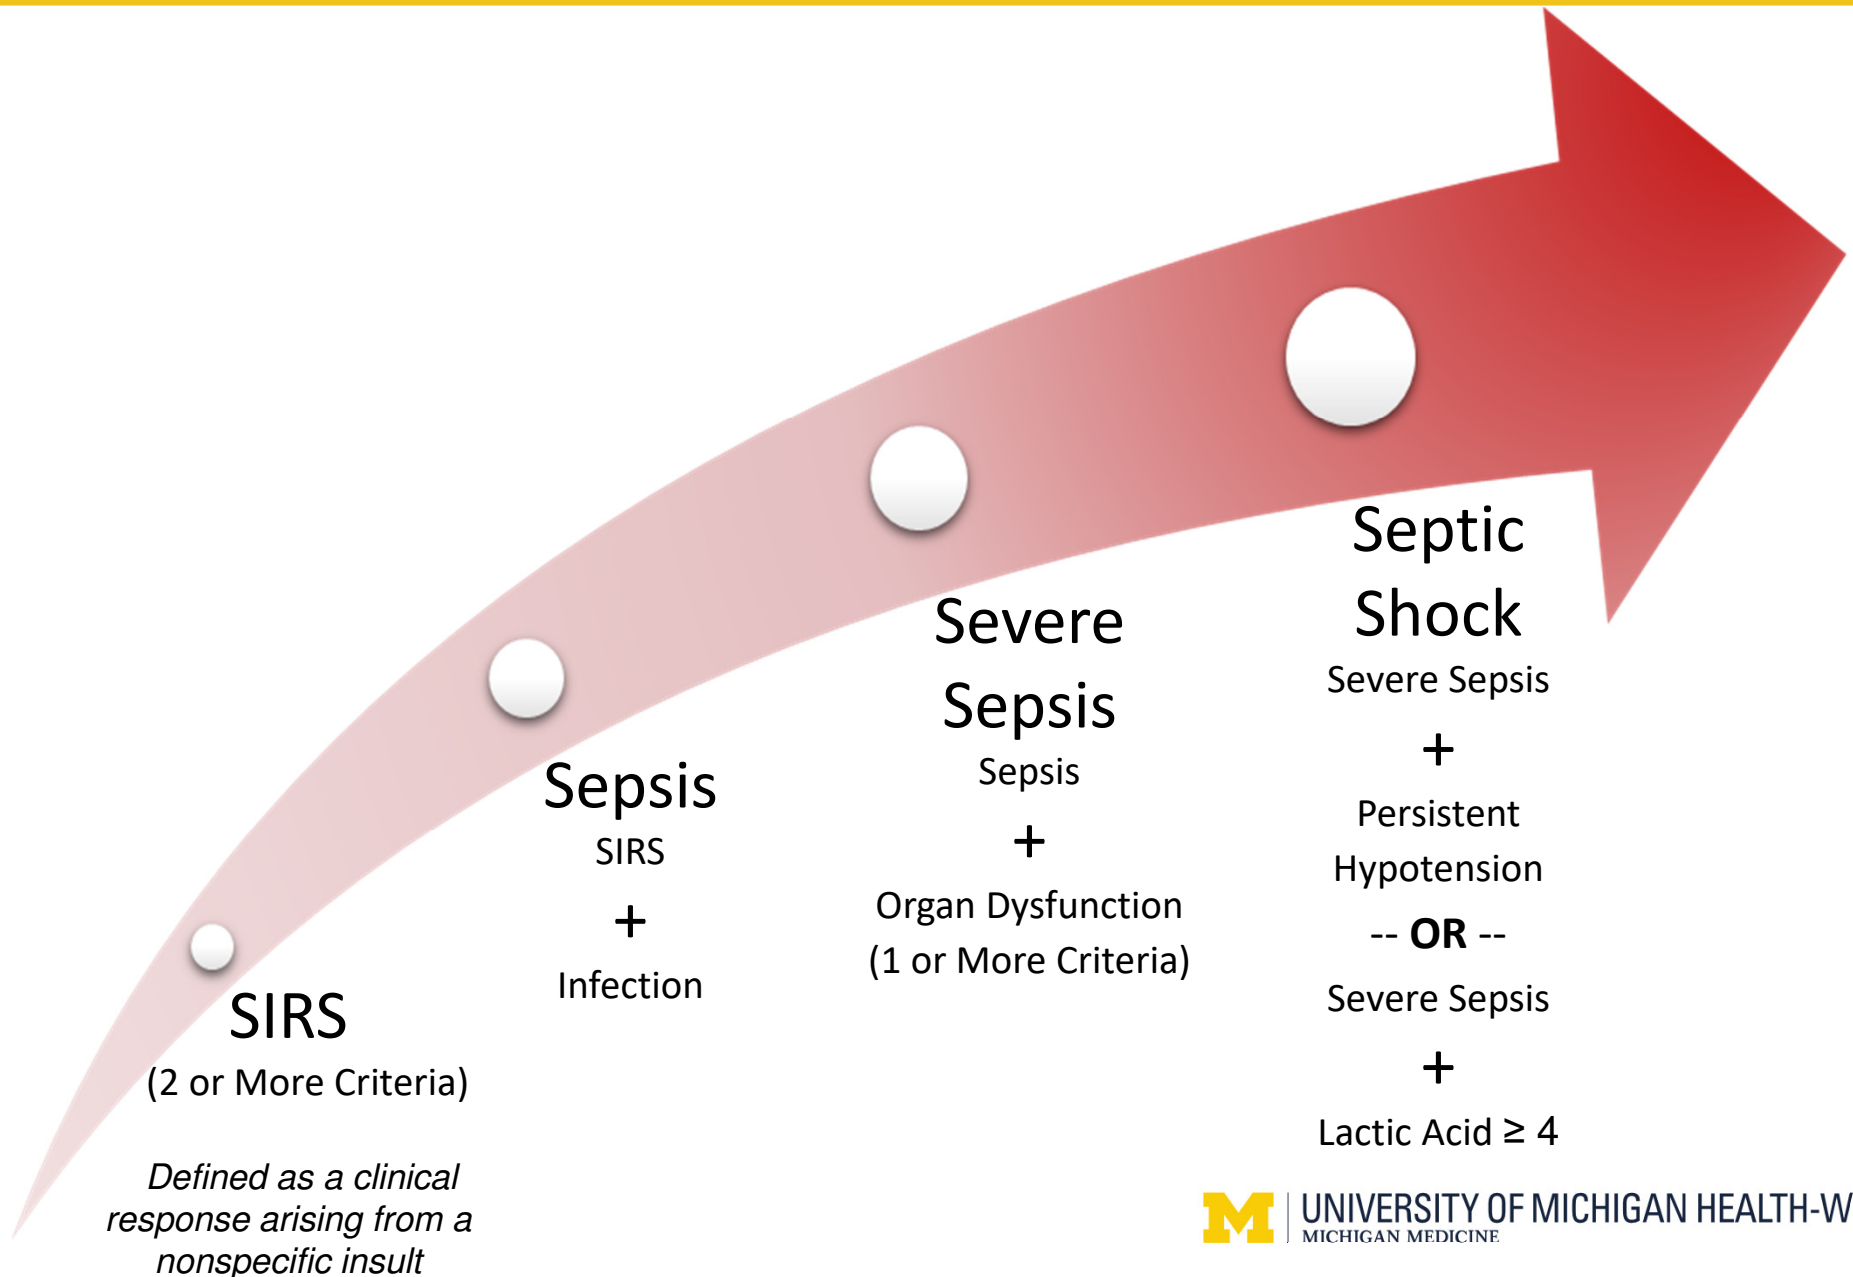 SIRS
(2 or More Criteria)
Defined as a clinical
response arising from a
nonspecific insult
Sepsis
SIRS
+
Infection
Severe
Sepsis
Sepsis
+
Organ Dysfunction
(1 or More Criteria)
Septic
Shock
Severe Sepsis
+
Persistent
Hypotension
-- OR --
Severe Sepsis
+
Lactic Acid ≥ 4
M
UNIVERSITY OF MICHIGAN HEALTH-W
MICHIGAN MEDICINE